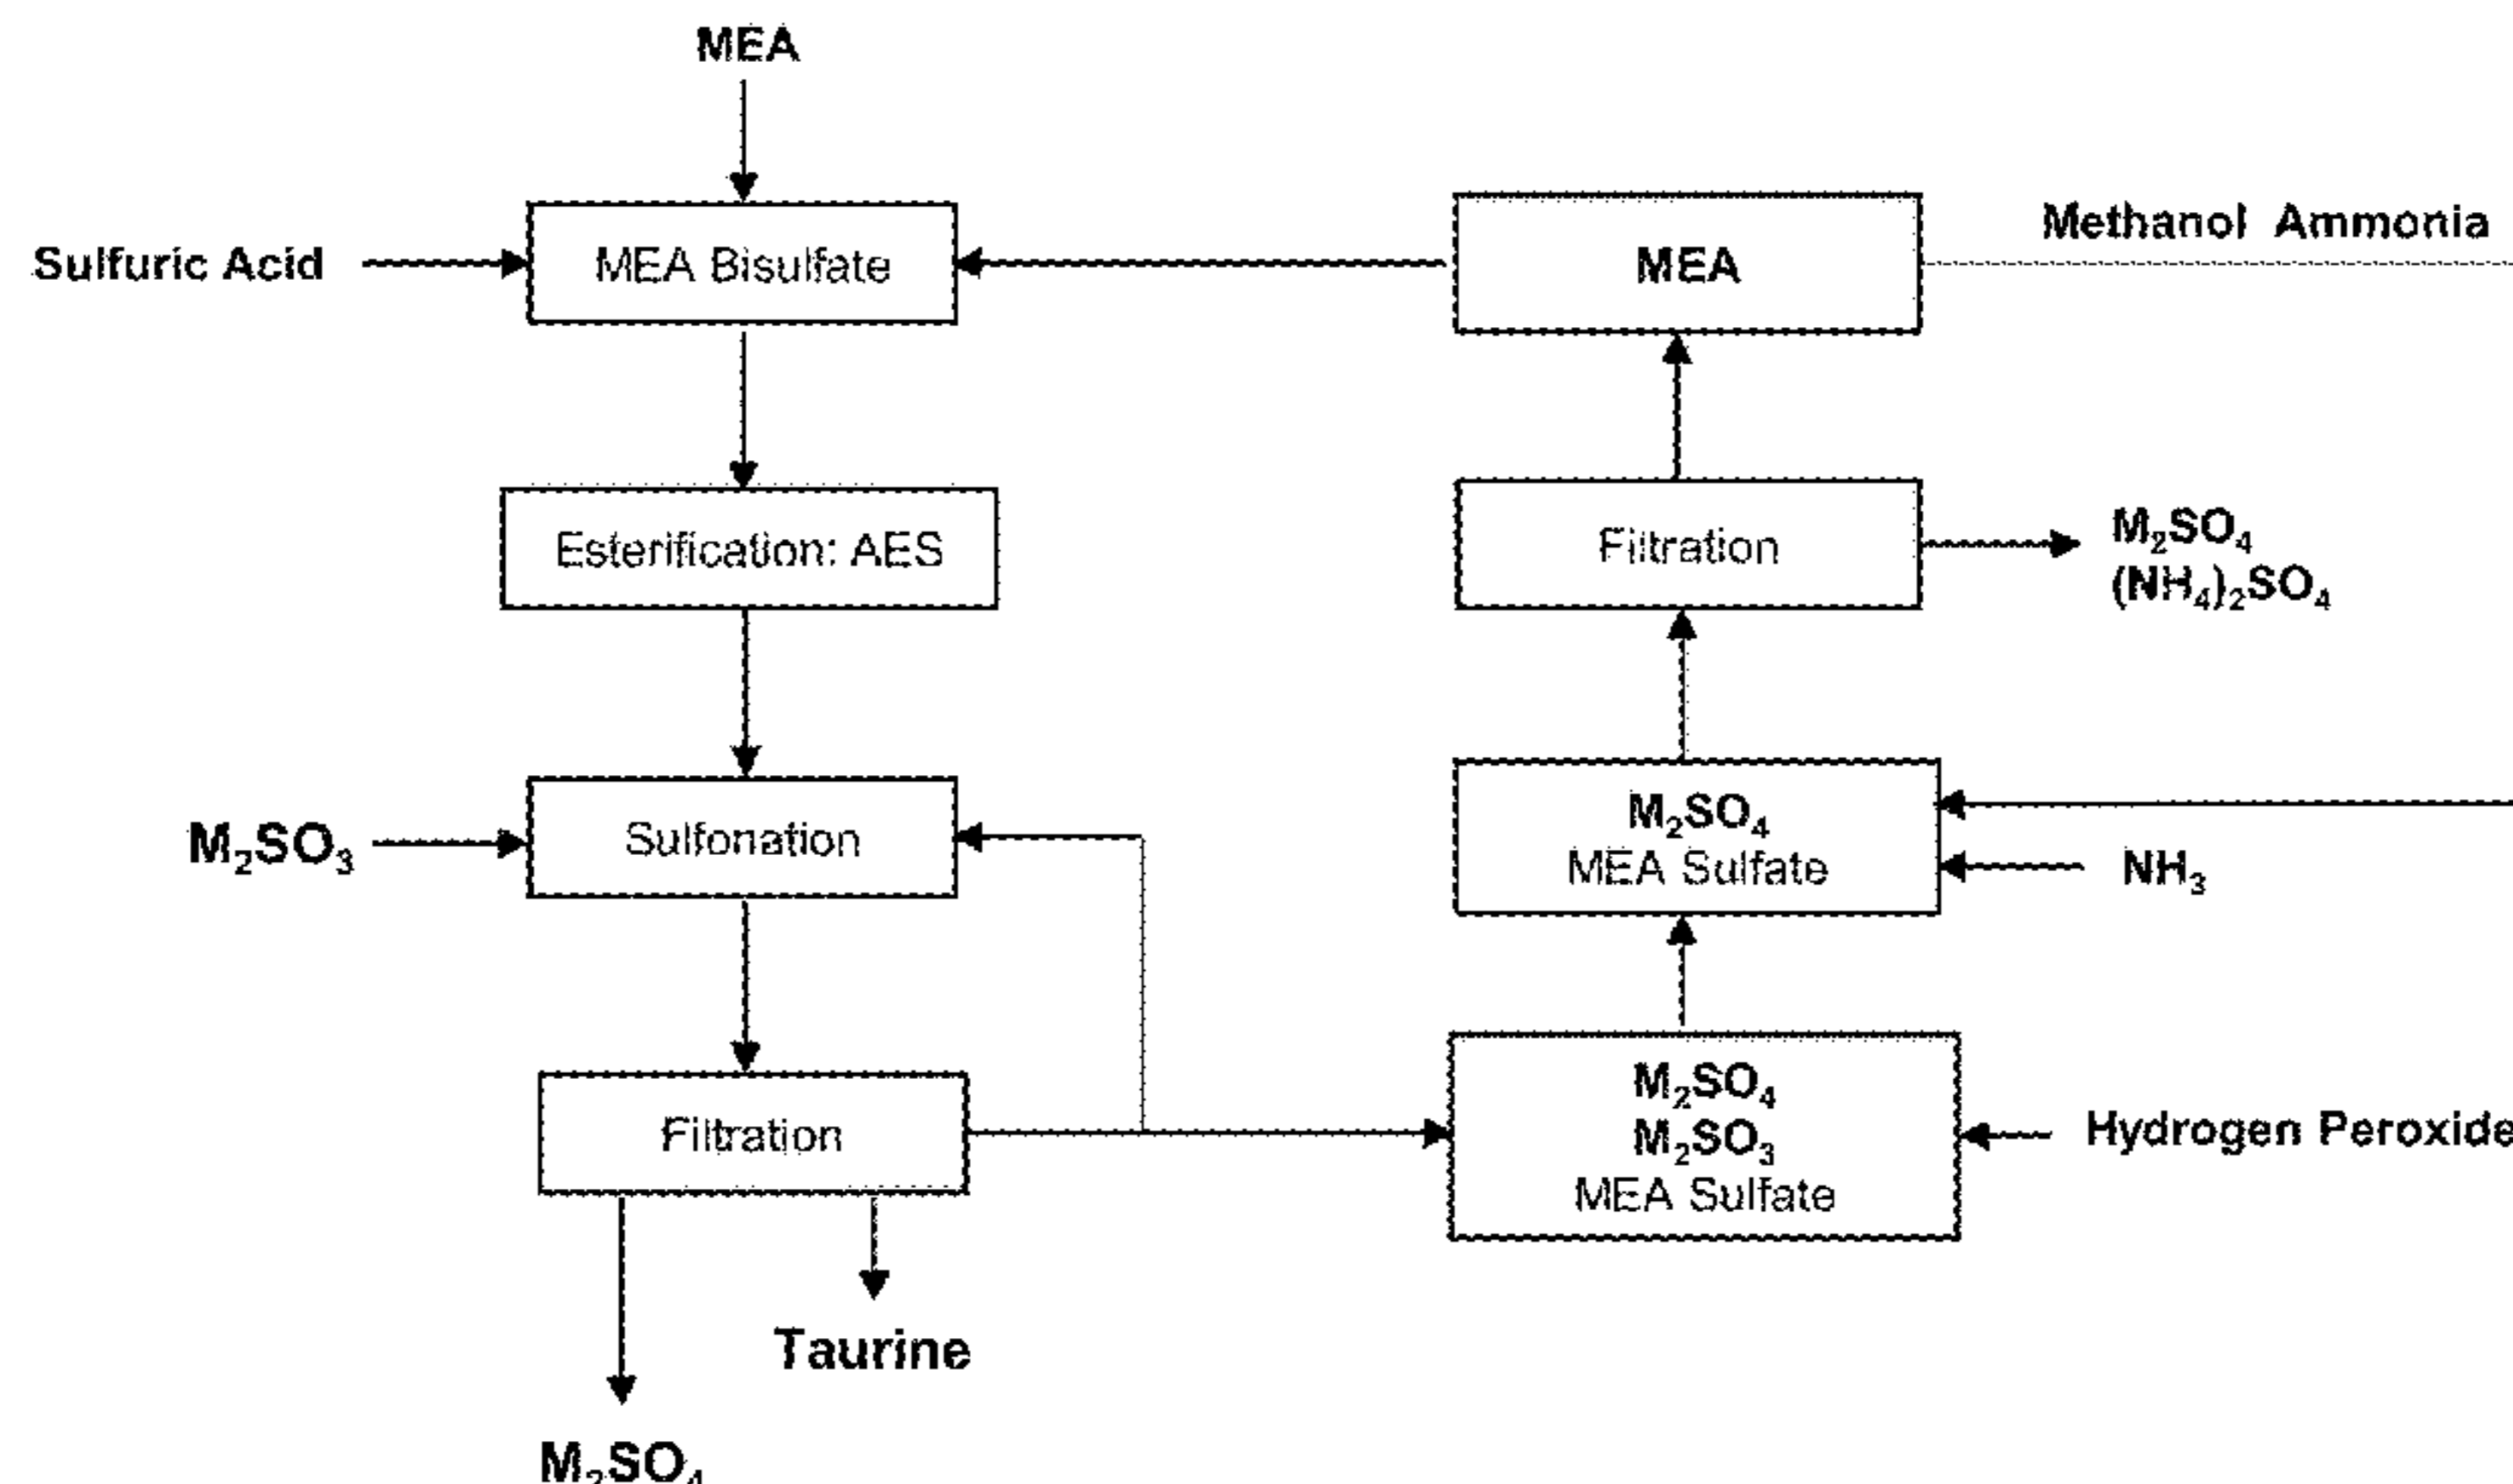 MEA
Sulfuric Acid
MEA Bisulfate
MEA
Methanol Ammonia
Esterification: AES
Filtration
M₂SO₄
(NH₄)₂SO₄
M₂SO₃
Sulfonation
M₂SO₄
MEA Sulfate
NH₃
Filtration
M₂SO₄
M₂SO₃
MEA Sulfate
Hydrogen Peroxide
Taurine
M₂SO₄